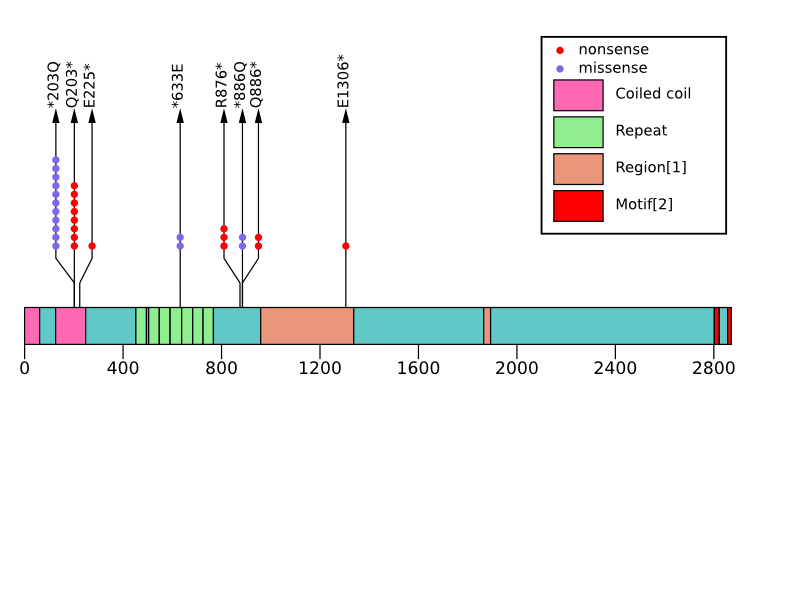 *203Q
Q203*
E225*
*633E
R876*
*886Q
Q886*
E1306*
nonsense
missense
Coiled coil
Repeat
Region[1]
Motif[2]
0 400 800 1200 1600 2000 2400 2800